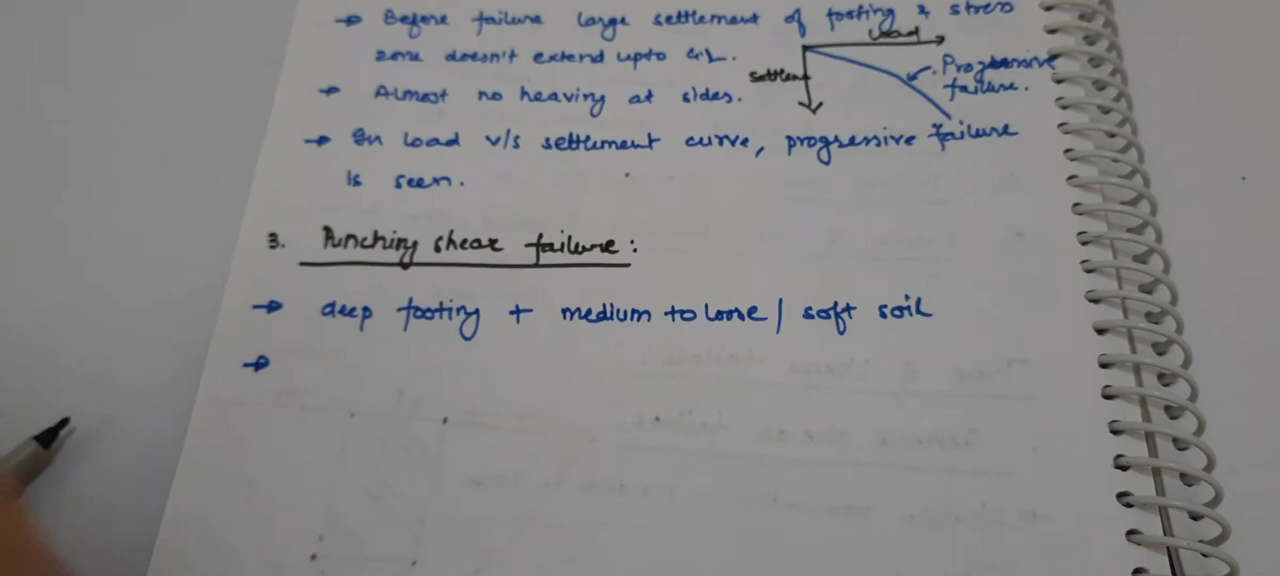 → Before failure large settlement of footing & stress
zone doesn't extend upto G.L.
Load
Settlem
Progressive
failure.
→ Almost no heaving at sides.
→ In load v/s settlement curve, progressive failure
is seen.
3. Punching shear failure:
→ deep footing + medium to loose / soft soil
→